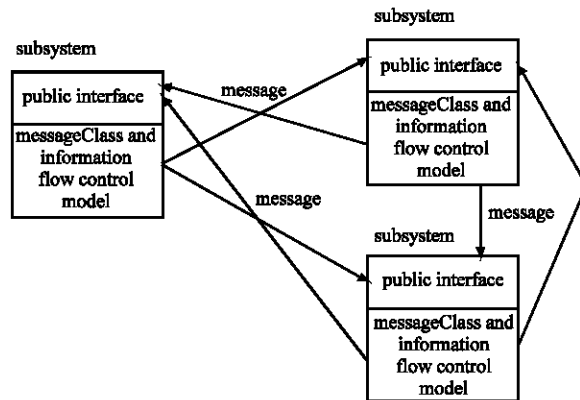 subsystem
public interface
messageClass and
information
flow control
model
message
subsystem
public interface
messageClass and
information
flow control
model
message
message
subsystem
public interface
messageClass and
information
flow control
model